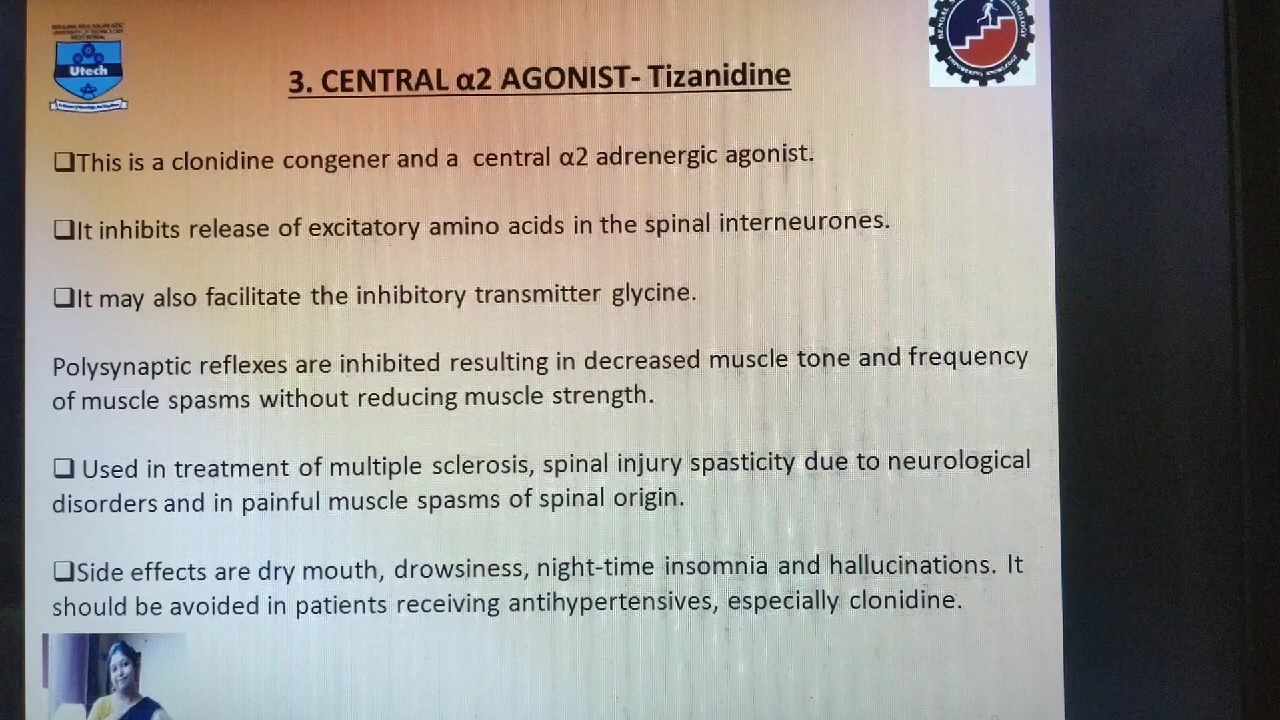 Utech
3. CENTRAL α2 AGONIST- Tizanidine
❑This is a clonidine congener and a central α2 adrenergic agonist.
❑It inhibits release of excitatory amino acids in the spinal interneurones.
❑It may also facilitate the inhibitory transmitter glycine.
Polysynaptic reflexes are inhibited resulting in decreased muscle tone and frequency
of muscle spasms without reducing muscle strength.
❑ Used in treatment of multiple sclerosis, spinal injury spasticity due to neurological
disorders and in painful muscle spasms of spinal origin.
❑Side effects are dry mouth, drowsiness, night-time insomnia and hallucinations. It
should be avoided in patients receiving antihypertensives, especially clonidine.